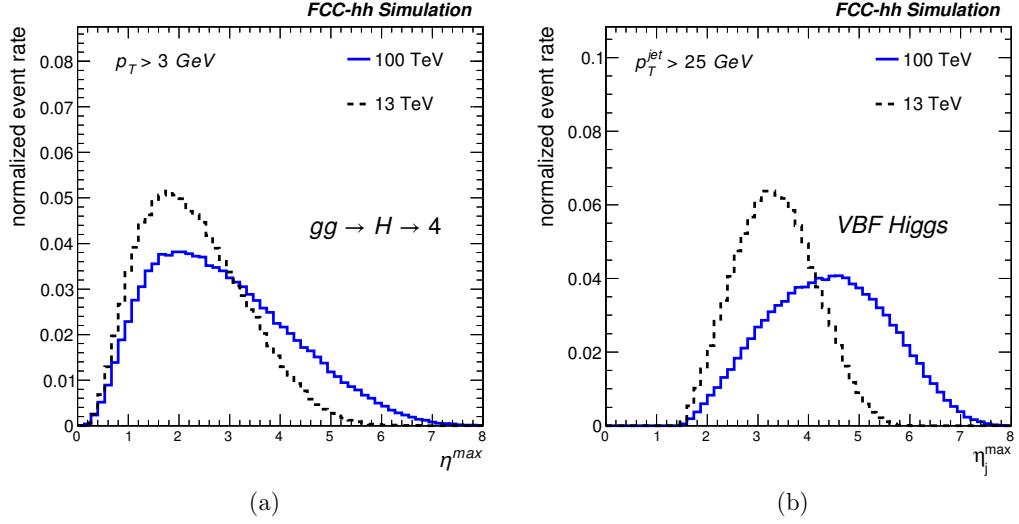 FCC-hh Simulation
normalized event rate
p_T > 3 GeV
100 TeV
13 TeV
gg → H → 4
0.08
0.07
0.06
0.05
0.04
0.03
0.02
0.01
0
0 1 2 3 4 5 6 7 8
η^max
(a)
FCC-hh Simulation
normalized event rate
p_T^jet > 25 GeV
100 TeV
13 TeV
VBF Higgs
0.1
0.08
0.06
0.04
0.02
0
0 1 2 3 4 5 6 7 8
η_j^max
(b)